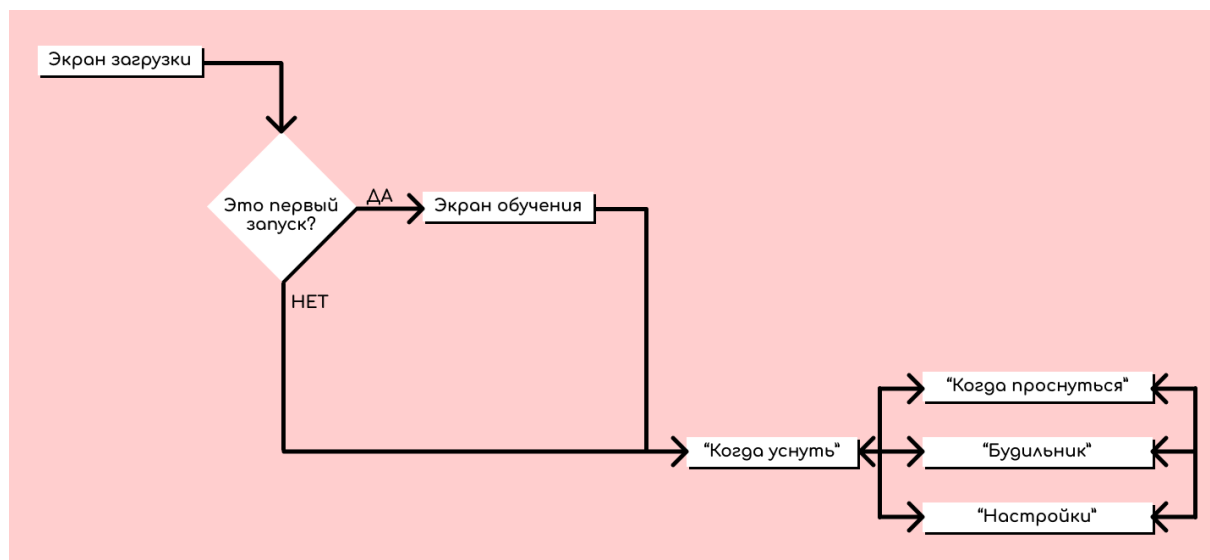 Экран загрузки
Это первый
запуск?
ДА
Экран обучения
НЕТ
“Когда проснуться”
“Когда уснуть”
“Будильник”
“Настройки”